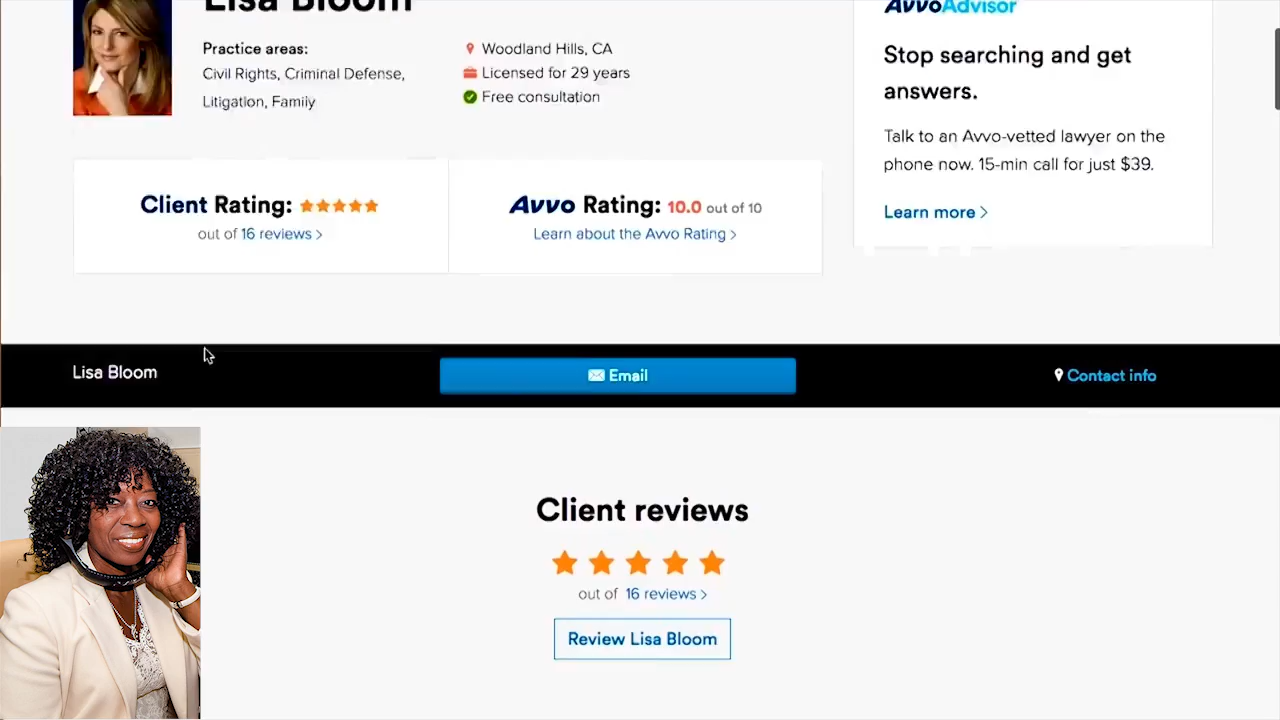 Lisa Bloom
Practice areas:
Civil Rights, Criminal Defense,
Litigation, Family
Woodland Hills, CA
Licensed for 29 years
Free consultation
Client Rating:
out of 16 reviews >
Avvo Rating: 10.0 out of 10
Learn about the Avvo Rating >
AvvoAdvisor
Stop searching and get
answers.
Talk to an Avvo-vetted lawyer on the
phone now. 15-min call for just $39.
Learn more >
Lisa Bloom
Email
Contact info
Client reviews
out of 16 reviews >
Review Lisa Bloom